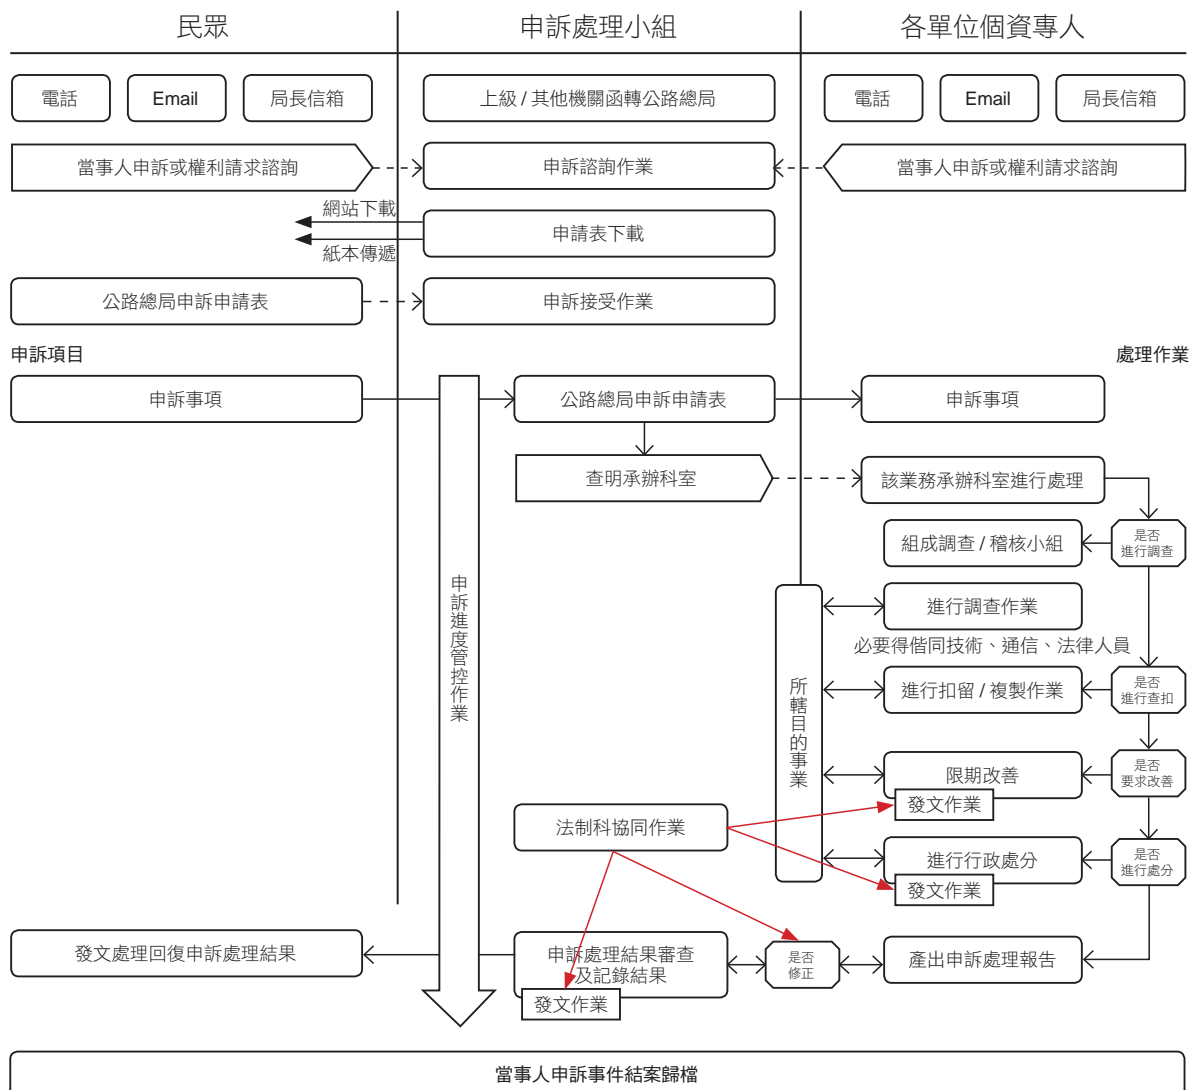 民眾
申訴處理小組
各單位個資專人
電話
Email
局長信箱
上級 / 其他機關函轉公路總局
電話
Email
局長信箱
當事人申訴或權利請求諮詢
申訴諮詢作業
當事人申訴或權利請求諮詢
網站下載
申請表下載
紙本傳遞
公路總局申訴申請表
申訴接受作業
申訴項目
處理作業
申訴事項
公路總局申訴申請表
申訴事項
查明承辦科室
該業務承辦科室進行處理
組成調查 / 稽核小組
是否
進行調查
申訴進度管控作業
進行調查作業
必要得偕同技術、通信、法律人員
所轄目的事業
進行扣留 / 複製作業
是否
進行查扣
限期改善
發文作業
是否
要求改善
法制科協同作業
進行行政處分
發文作業
是否
進行處分
發文處理回復申訴處理結果
申訴處理結果審查
及記錄結果
發文作業
是否
修正
產出申訴處理報告
當事人申訴事件結案歸檔